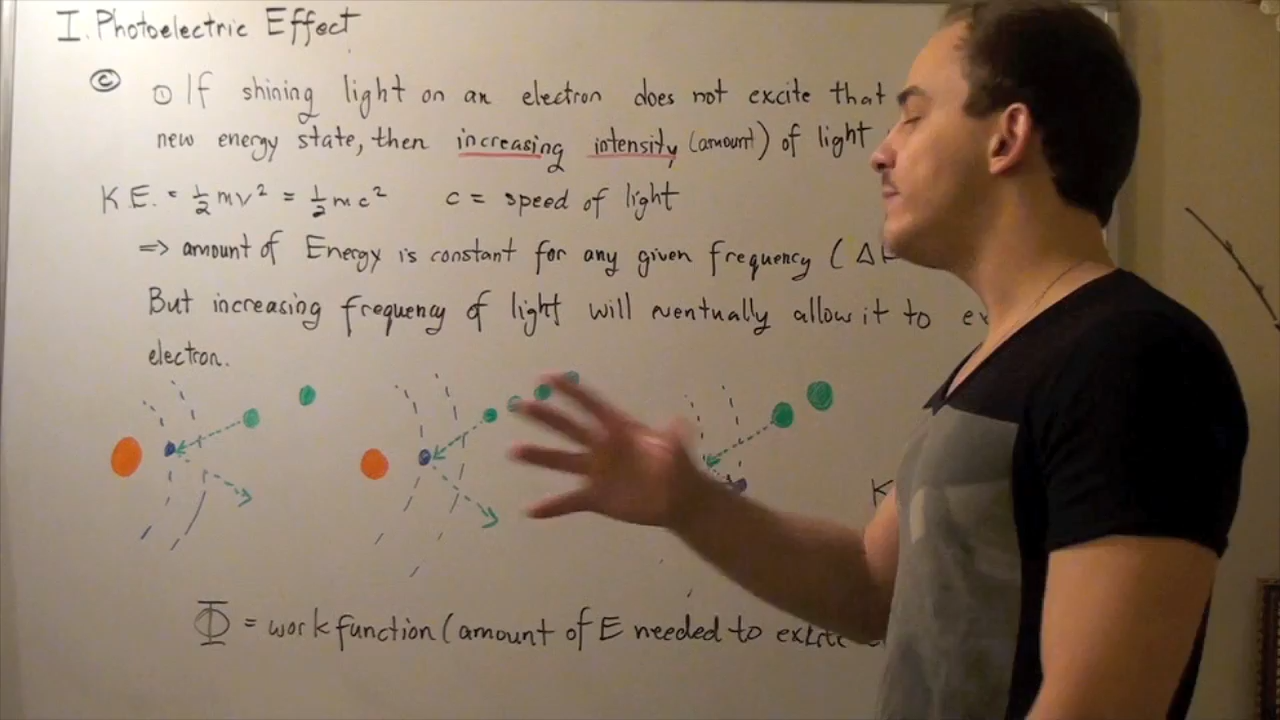 I. Photoelectric Effect
ⓒ ① If shining light on an electron does not excite that
new energy state, then increasing intensity (amount) of light
K.E. = ½mv² = ½mc² c = speed of light
=> amount of Energy is constant for any given frequency (Δ
But increasing frequency of light will eventually allow it to ex
electron.
K
Φ = work function (amount of E needed to excite